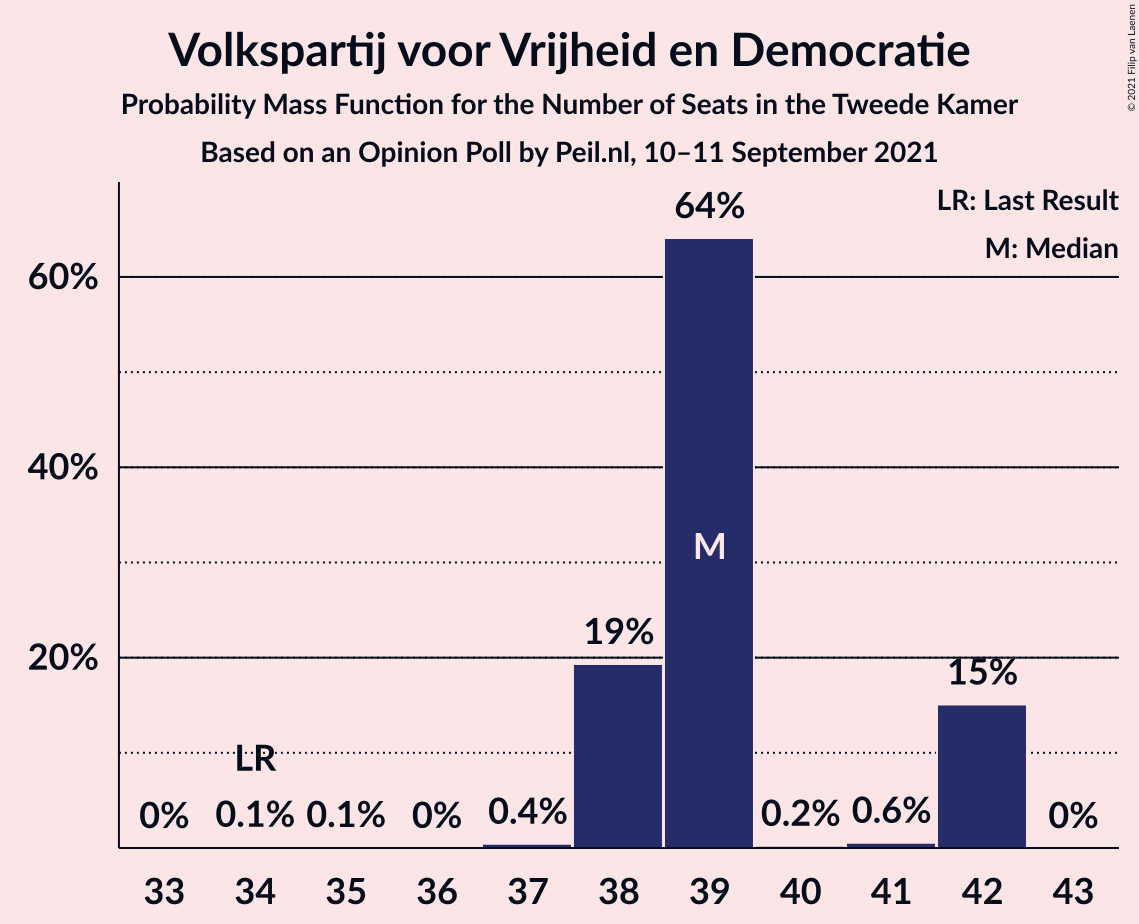 Volkspartij voor Vrijheid en Democratie
Probability Mass Function for the Number of Seats in the Tweede Kamer
Based on an Opinion Poll by Peil.nl, 10–11 September 2021
© 2021 Filip van Laenen
LR: Last Result
M: Median
60%
40%
20%
0%
LR
0.1%
0.1%
0%
0.4%
19%
64%
M
0.2%
0.6%
15%
0%
33 34 35 36 37 38 39 40 41 42 43